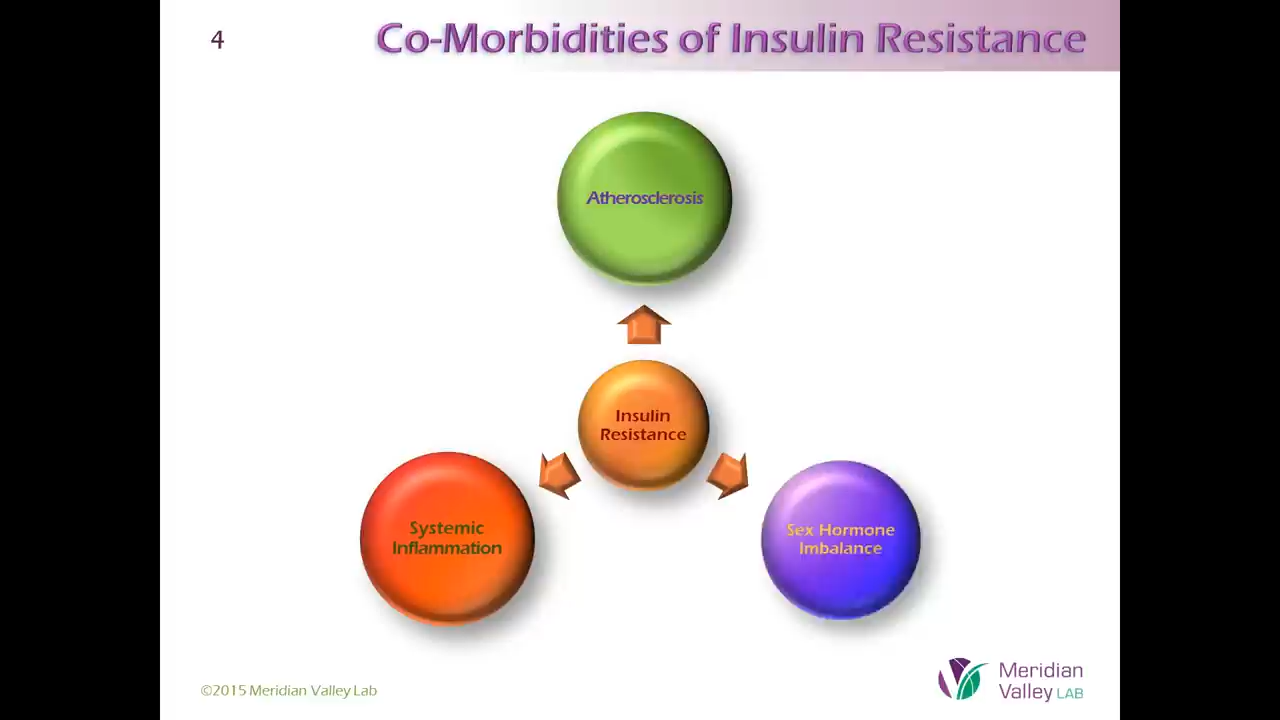 4
Co-Morbidities of Insulin Resistance
Atherosclerosis
Insulin
Resistance
Systemic
Inflammation
Sex Hormone
Imbalance
©2015 Meridian Valley Lab
Meridian
Valley LAB